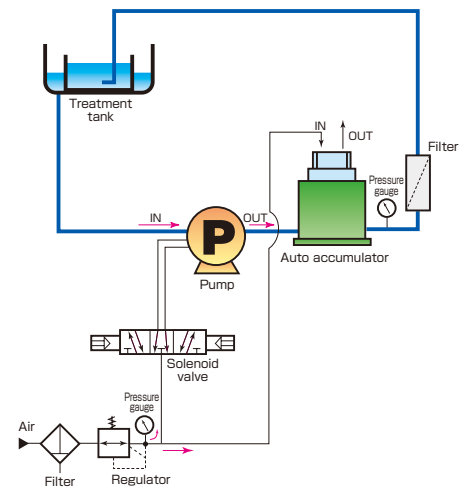 Treatment
tank
IN
OUT
Filter
Pressure
gauge
IN
OUT
P
Auto accumulator
Pump
Solenoid
valve
Pressure
gauge
Air
Filter
Regulator